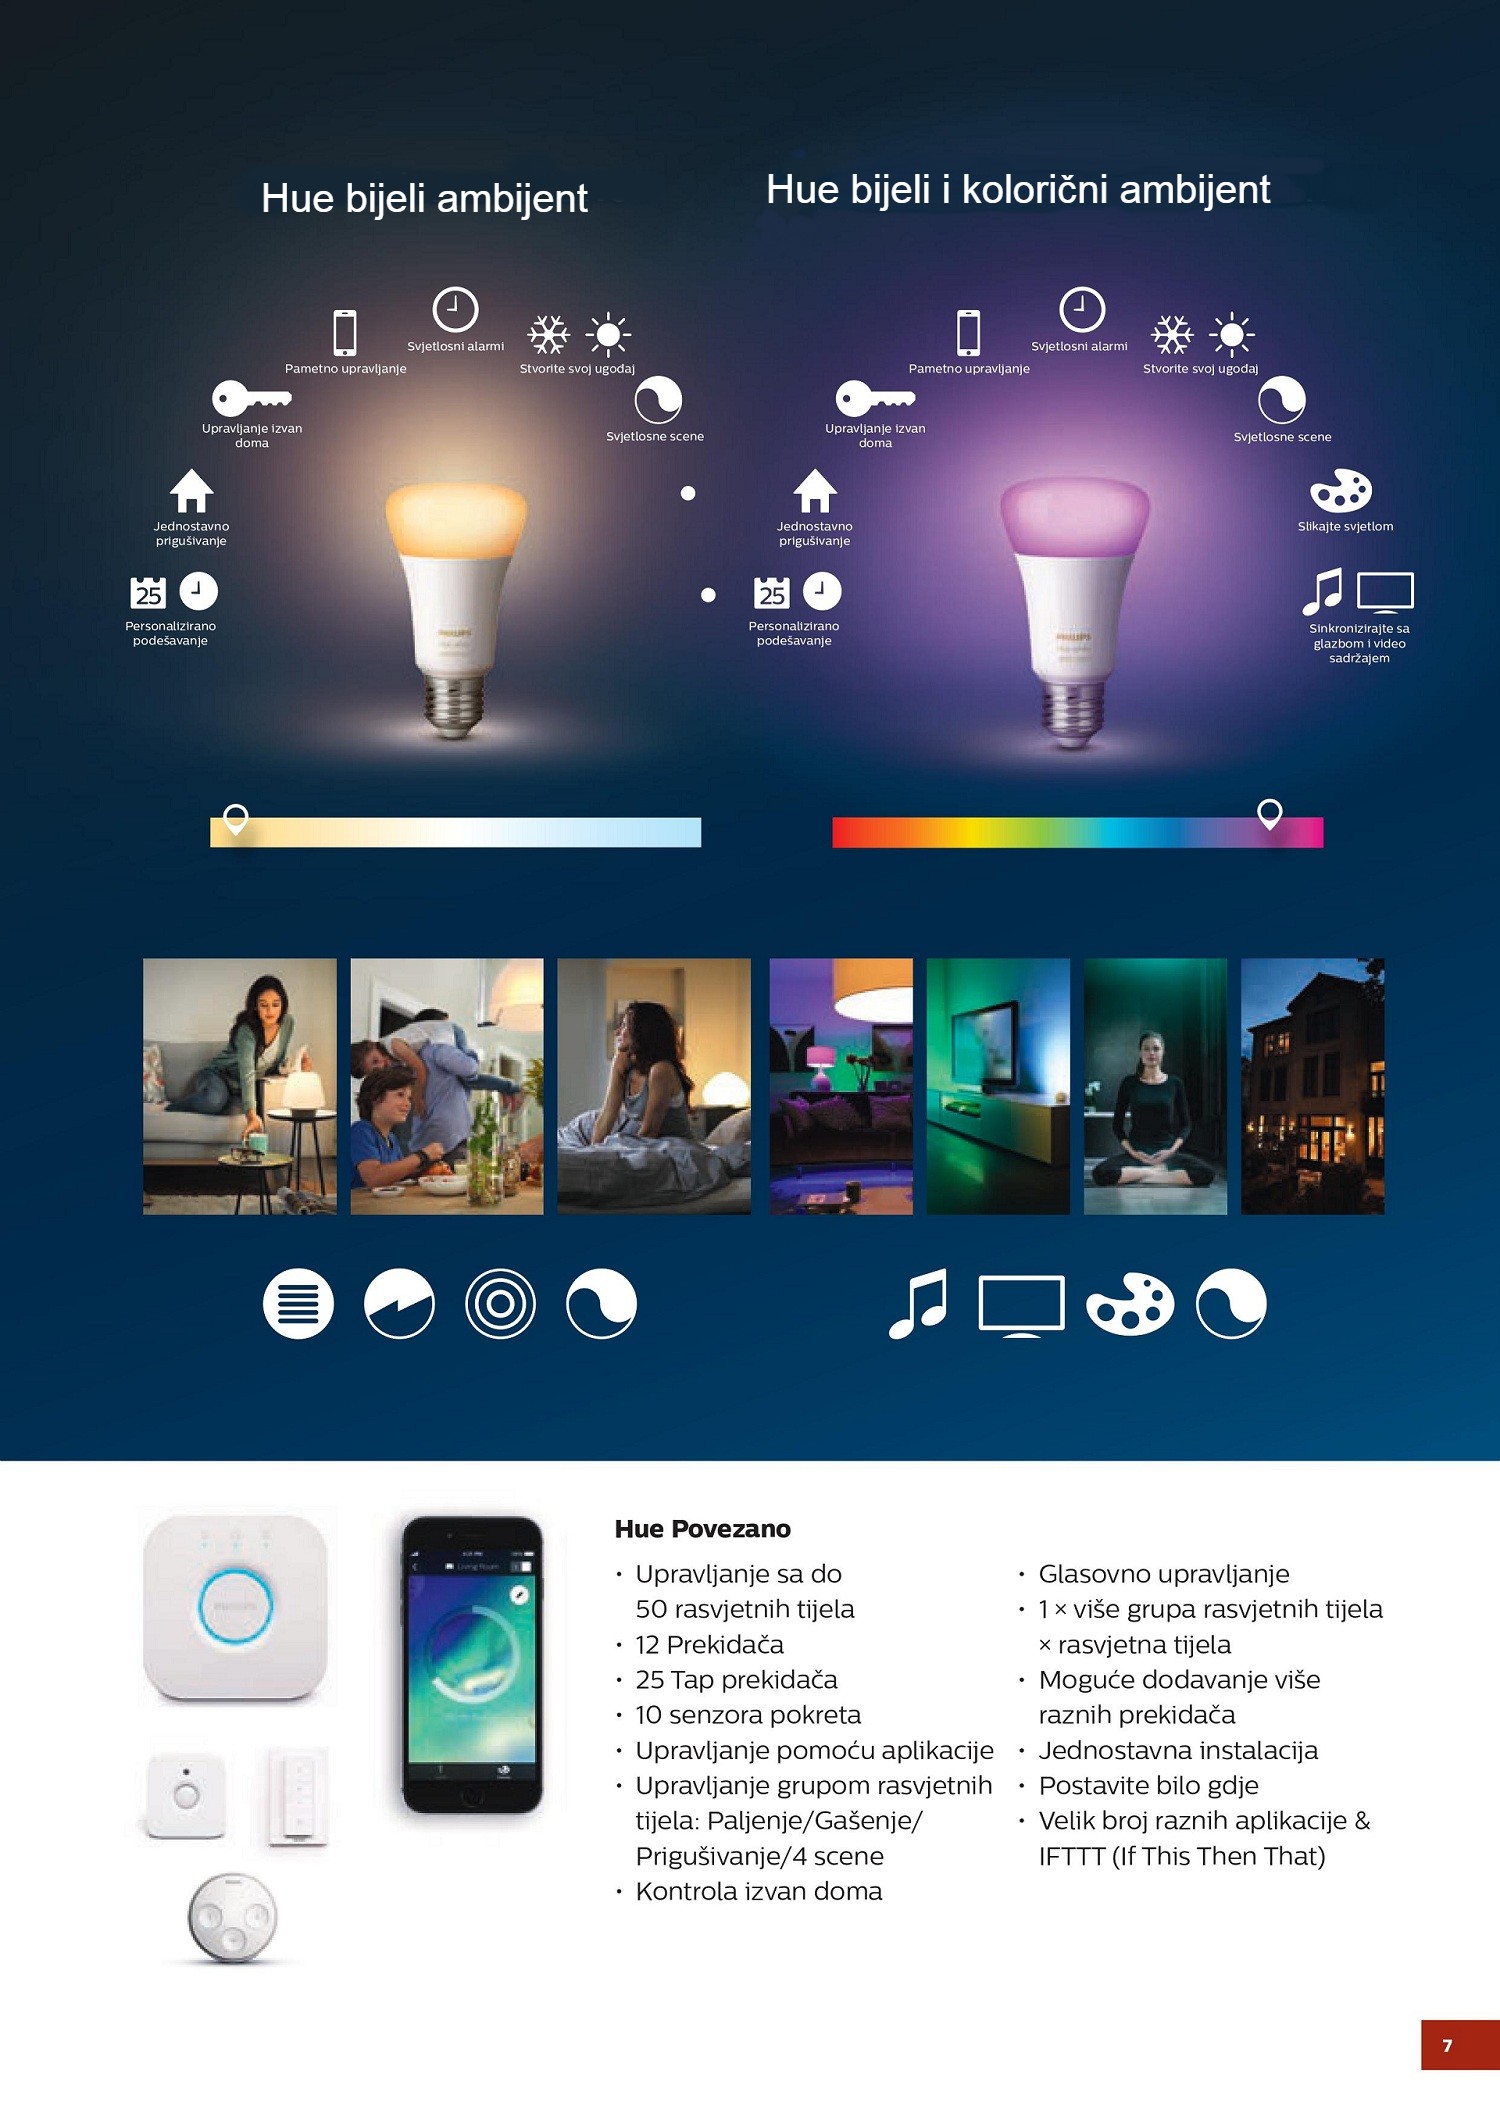 Hue bijeli ambijent
Svjetlosni alarmi
Pametno upravljanje
Stvorite svoj ugođaj
Upravljanje izvan
doma
Svjetlosne scene
Jednostavno
prigušivanje
25
Personalizirano
podešavanje
PHILIPS
Hue bijeli i kolorični ambijent
Svjetlosni alarmi
Pametno upravljanje
Stvorite svoj ugođaj
Upravljanje izvan
doma
Svjetlosne scene
Jednostavno
prigušivanje
Slikajte svjetlom
25
Personalizirano
podešavanje
Sinkronizirajte sa
glazbom i video
sadržajem
PHILIPS
PHILIPS
Living Room
Hue Povezano
• Upravljanje sa do
50 rasvjetnih tijela
• 12 Prekidača
• 25 Tap prekidača
• 10 senzora pokreta
• Upravljanje pomoću aplikacije
• Upravljanje grupom rasvjetnih
tijela: Paljenje/Gašenje/
Prigušivanje/4 scene
• Kontrola izvan doma
• Glasovno upravljanje
• 1 × više grupa rasvjetnih tijela
× rasvjetna tijela
• Moguće dodavanje više
raznih prekidača
• Jednostavna instalacija
• Postavite bilo gdje
• Velik broj raznih aplikacije &
IFTTT (If This Then That)
7